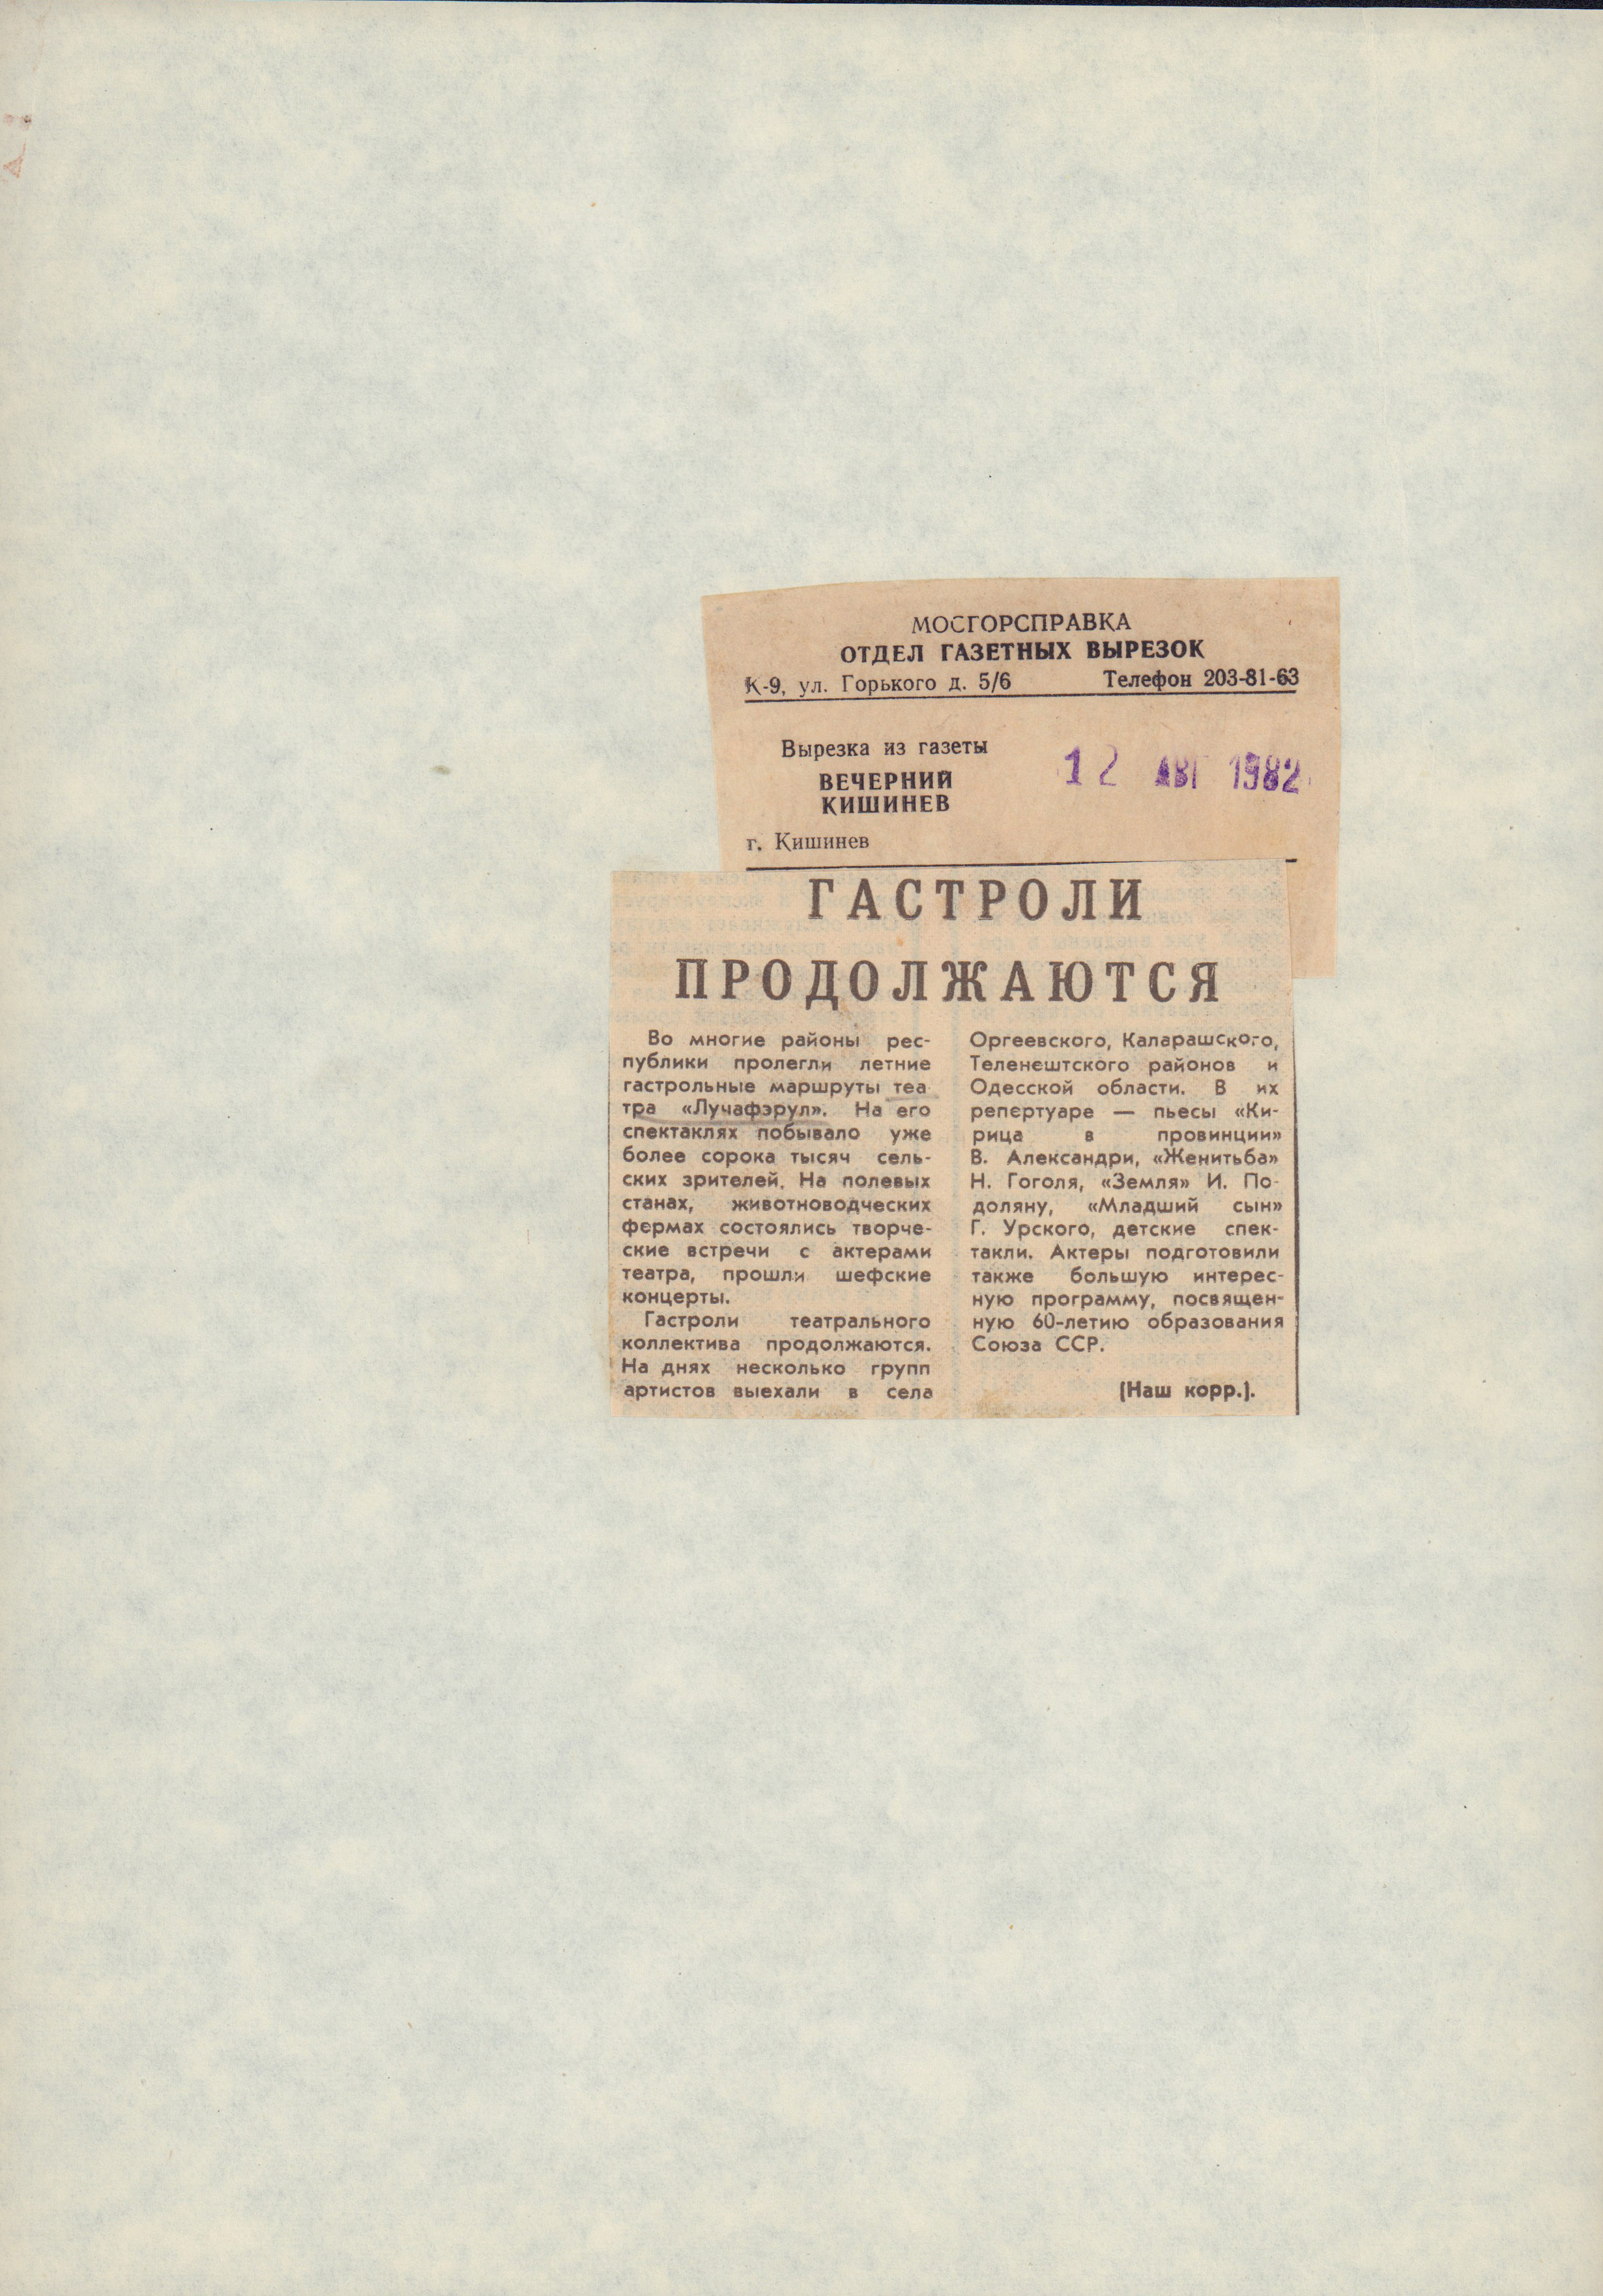 МОСГОРСПРАВКА
ОТДЕЛ ГАЗЕТНЫХ ВЫРЕЗОК
К-9, ул. Горького д. 5/6 Телефон 203-81-63
Вырезка из газеты
ВЕЧЕРНИЙ
КИШИНЕВ
12 АВГ 1982
г. Кишинев
ГАСТРОЛИ
ПРОДОЛЖАЮТСЯ
Во многие районы рес-
публики пролегли летние
гастрольные маршруты теа
тра «Лучафэрул». На его
спектаклях побывало уже
более сорока тысяч сель-
ских зрителей. На полевых
станах, животноводческих
фермах состоялись творче-
ские встречи с актерами
театра, прошли шефские
концерты.
Гастроли театрального
коллектива продолжаются.
На днях несколько групп
артистов выехали в села
Оргеевского, Каларашского,
Теленештского районов и
Одесской области. В их
репертуаре — пьесы «Ки-
рица в провинции»
В. Александри, «Женитьба»
Н. Гоголя, «Земля» И. По-
доляну, «Младший сын»
Г. Урского, детские спек-
такли. Актеры подготовили
также большую интерес-
ную программу, посвящен-
ную 60-летию образования
Союза ССР.
(Наш корр.).